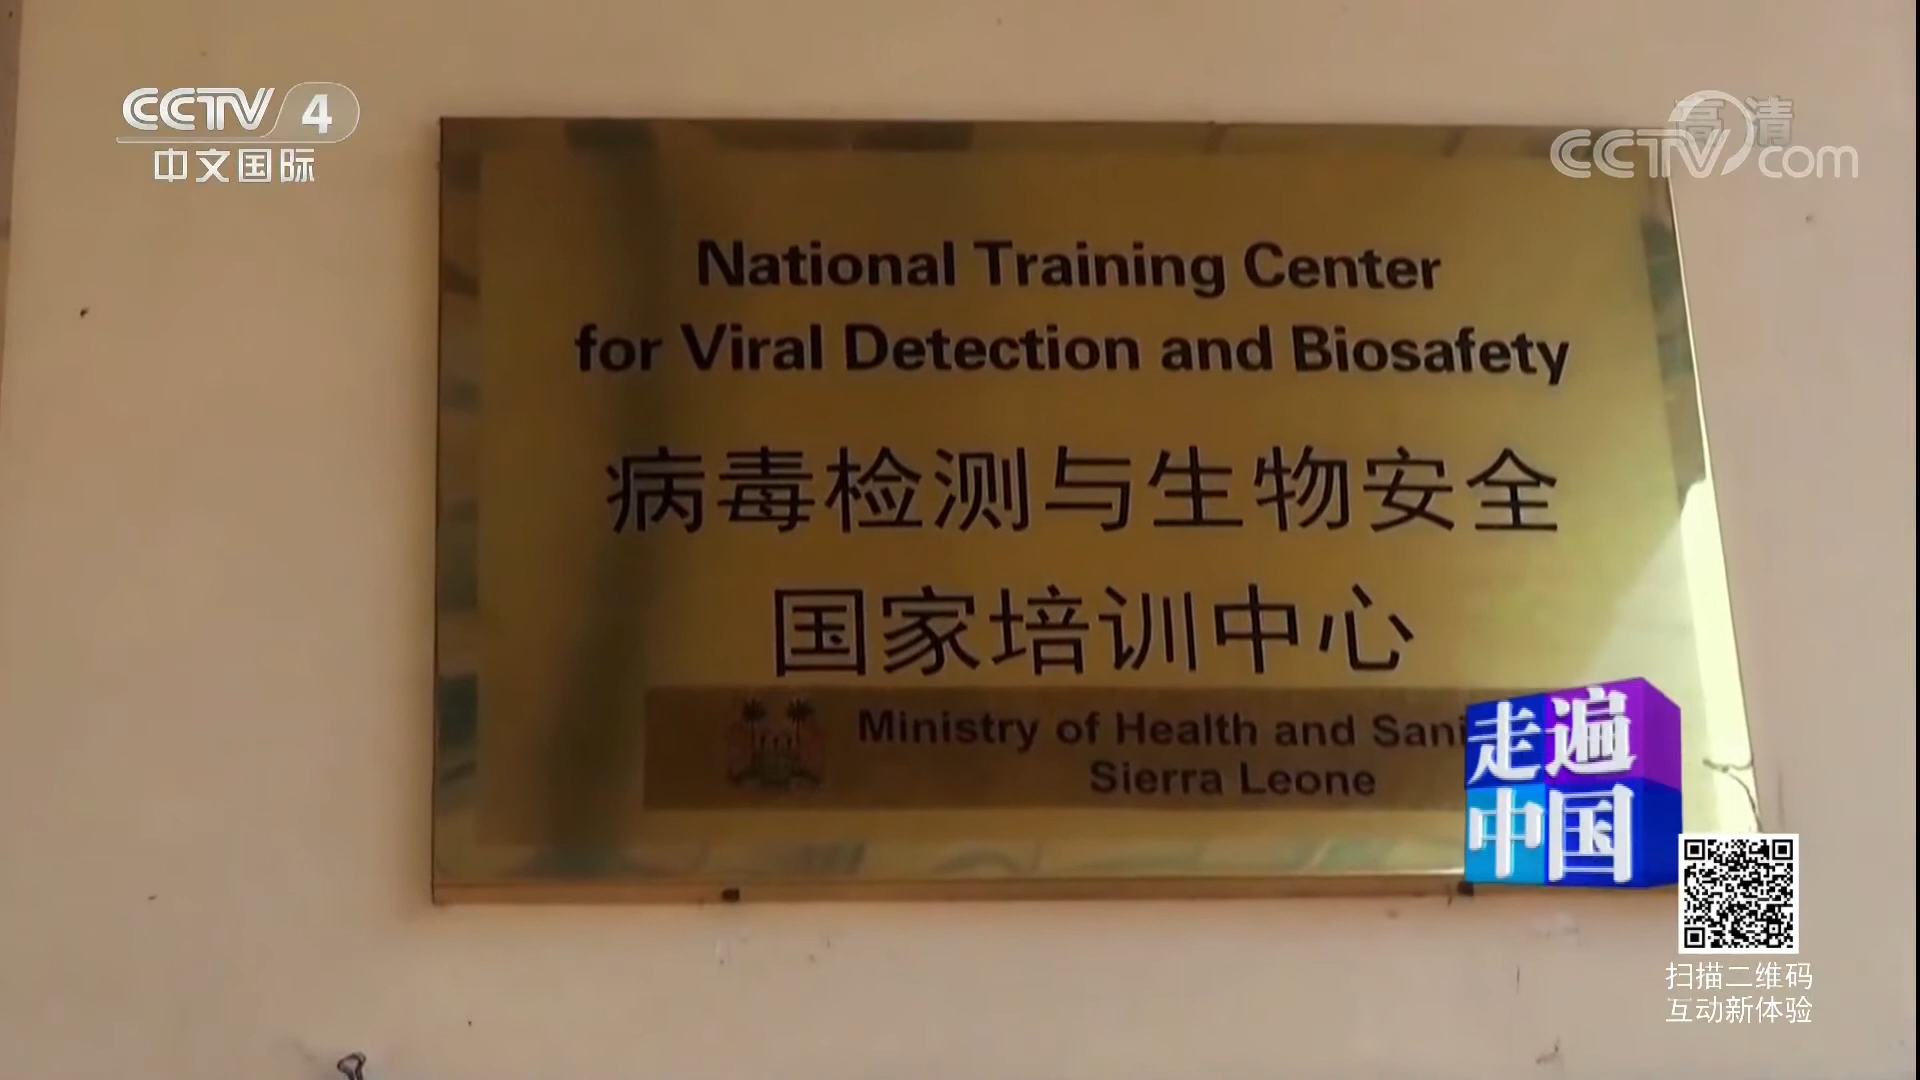 CCTV 4
中文国际
高清
CCTV.com
National Training Center
for Viral Detection and Biosafety
病毒检测与生物安全
国家培训中心
Ministry of Health and Sani
Sierra Leone
走遍
中国
扫描二维码
互动新体验